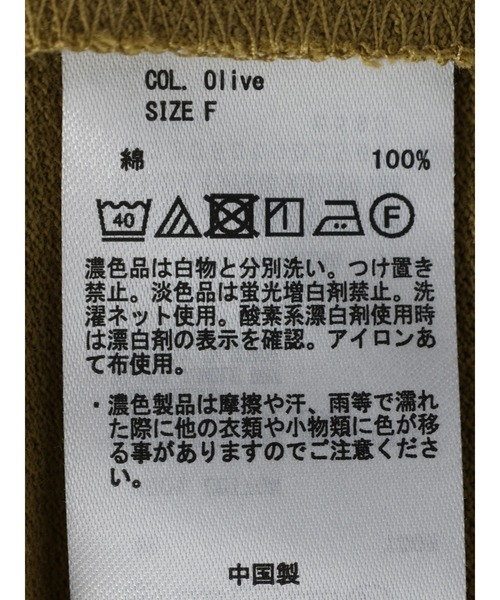 COL. Olive
SIZE F
綿 100%
40 F
濃色品は白物と分別洗い。つけ置き
禁止。淡色品は蛍光増白剤禁止。洗
濯ネット使用。酸素系漂白剤使用時
は漂白剤の表示を確認。アイロンあ
て布使用。
・濃色製品は摩擦や汗、雨等で濡れ
た際に他の衣類や小物類に色が移
る事がありますのでご注意くださ
い。
中国製